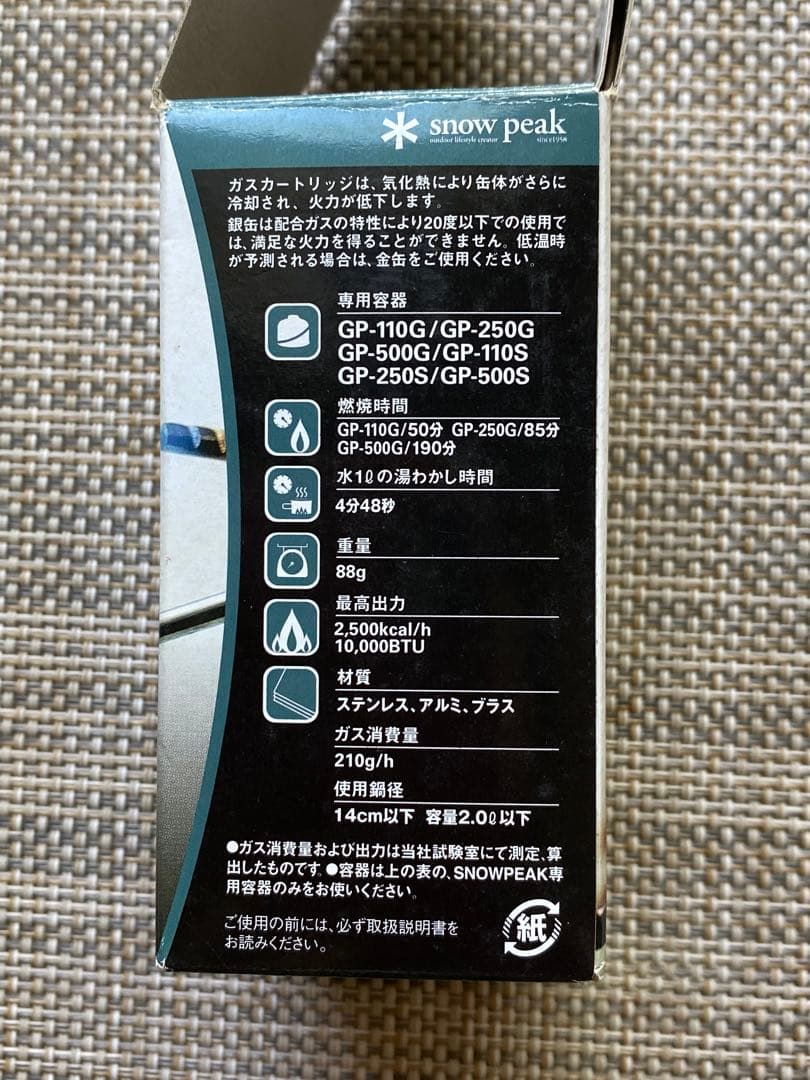 snow peak
outdoor lifestyle creator since1958
ガスカートリッジは、気化熱により缶体がさらに
冷却され、火力が低下します。
銀缶は配合ガスの特性により20度以下での使用で
は、満足な火力を得ることができません。低温時
が予測される場合は、金缶をご使用ください。
専用容器
GP-110G/GP-250G
GP-500G/GP-110S
GP-250S/GP-500S
燃焼時間
GP-110G/50分 GP-250G/85分
GP-500G/190分
水1ℓの湯わかし時間
4分48秒
重量
88g
最高出力
2,500kcal/h
10,000BTU
材質
ステンレス、アルミ、ブラス
ガス消費量
210g/h
使用鍋径
14cm以下 容量2.0ℓ以下
●ガス消費量および出力は当社試験室にて測定、算
出したものです。●容器は上の表の、SNOWPEAK専
用容器のみをお使いください。
ご使用の前には、必ず取扱説明書を
お読みください。
紙